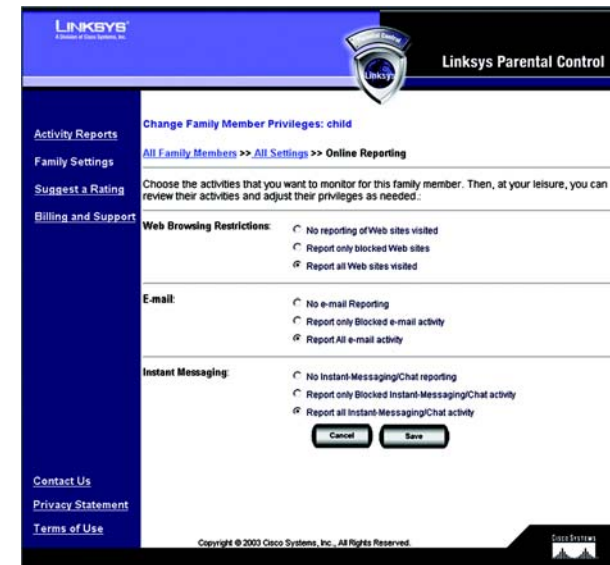 LINKSYS®
A Division of Cisco Systems, Inc.
Parental Control
Linksys
Linksys Parental Control
Activity Reports
Family Settings
Suggest a Rating
Billing and Support
Change Family Member Privileges: child
All Family Members >> All Settings >> Online Reporting
Choose the activities that you want to monitor for this family member. Then, at your leisure, you can
review their activities and adjust their privileges as needed.:
Web Browsing Restrictions:
No reporting of Web sites visited
Report only blocked Web sites
Report all Web sites visited
E-mail:
No e-mail Reporting
Report only Blocked e-mail activity
Report All e-mail activity
Instant Messaging:
No Instant-Messaging/Chat reporting
Report only Blocked Instant-Messaging/Chat activity
Report all Instant-Messaging/Chat activity
Cancel
Save
Contact Us
Privacy Statement
Terms of Use
Copyright © 2003 Cisco Systems, Inc., All Rights Reserved.
CISCO SYSTEMS